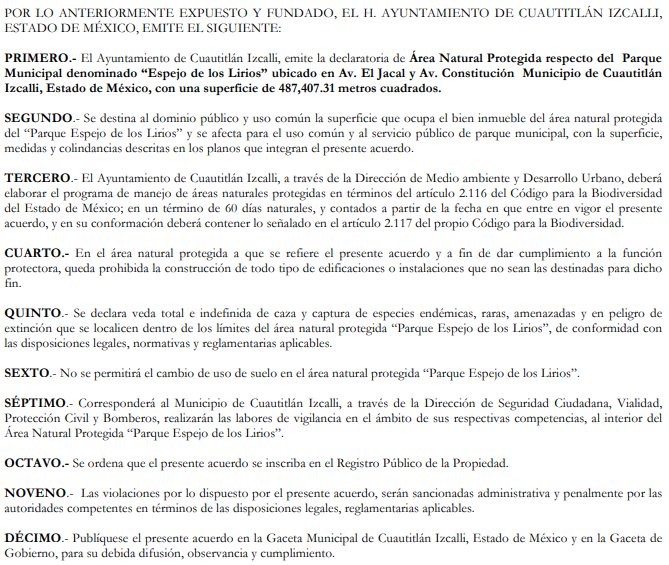 POR LO ANTERIORMENTE EXPUESTO Y FUNDADO, EL H. AYUNTAMIENTO DE CUAUTITLÁN IZCALLI,
ESTADO DE MÉXICO, EMITE EL SIGUIENTE:
PRIMERO.- El Ayuntamiento de Cuautitlán Izcalli, emite la declaratoria de Área Natural Protegida respecto del Parque
Municipal denominado “Espejo de los Lirios” ubicado en Av. El Jacal y Av. Constitución Municipio de Cuautitlán
Izcalli, Estado de México, con una superficie de 487,407.31 metros cuadrados.
SEGUNDO.- Se destina al dominio público y uso común la superficie que ocupa el bien inmueble del área natural protegida
del “Parque Espejo de los Lirios” y se afecta para el uso común y al servicio público de parque municipal, con la superficie,
medidas y colindancias descritas en los planos que integran el presente acuerdo.
TERCERO.- El Ayuntamiento de Cuautitlán Izcalli, a través de la Dirección de Medio ambiente y Desarrollo Urbano, deberá
elaborar el programa de manejo de áreas naturales protegidas en términos del artículo 2.116 del Código para la Biodiversidad
del Estado de México; en un término de 60 días naturales, y contados a partir de la fecha en que entre en vigor el presente
acuerdo, y en su conformación deberá contener lo señalado en el artículo 2.117 del propio Código para la Biodiversidad.
CUARTO.- En el área natural protegida a que se refiere el presente acuerdo y a fin de dar cumplimiento a la función
protectora, queda prohibida la construcción de todo tipo de edificaciones o instalaciones que no sean las destinadas para dicho
fin.
QUINTO.- Se declara veda total e indefinida de caza y captura de especies endémicas, raras, amenazadas y en peligro de
extinción que se localicen dentro de los límites del área natural protegida “Parque Espejo de los Lirios”, de conformidad con
las disposiciones legales, normativas y reglamentarias aplicables.
SEXTO.- No se permitirá el cambio de uso de suelo en el área natural protegida “Parque Espejo de los Lirios”.
SÉPTIMO.- Corresponderá al Municipio de Cuautitlán Izcalli, a través de la Dirección de Seguridad Ciudadana, Vialidad,
Protección Civil y Bomberos, realizarán las labores de vigilancia en el ámbito de sus respectivas competencias, al interior del
Área Natural Protegida “Parque Espejo de los Lirios”.
OCTAVO.- Se ordena que el presente acuerdo se inscriba en el Registro Público de la Propiedad.
NOVENO.- Las violaciones por lo dispuesto por el presente acuerdo, serán sancionadas administrativa y penalmente por las
autoridades competentes en términos de las disposiciones legales, reglamentarias aplicables.
DÉCIMO.- Publíquese el presente acuerdo en la Gaceta Municipal de Cuautitlán Izcalli, Estado de México y en la Gaceta de
Gobierno, para su debida difusión, observancia y cumplimiento.